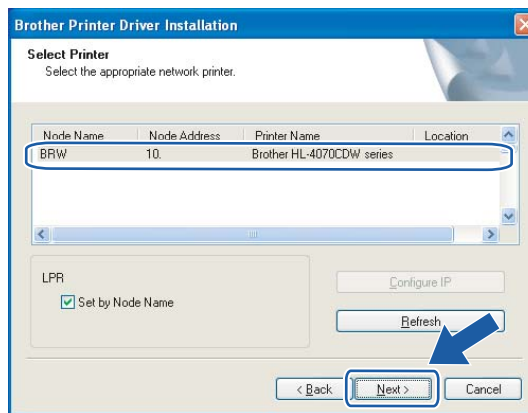 Brother Printer Driver Installation
Select Printer
Select the appropriate network printer.
Node Name Node Address Printer Name Location
BRW 10. Brother HL-4070CDW series
LPR
Set by Node Name
Configure IP
Refresh
< Back Next > Cancel